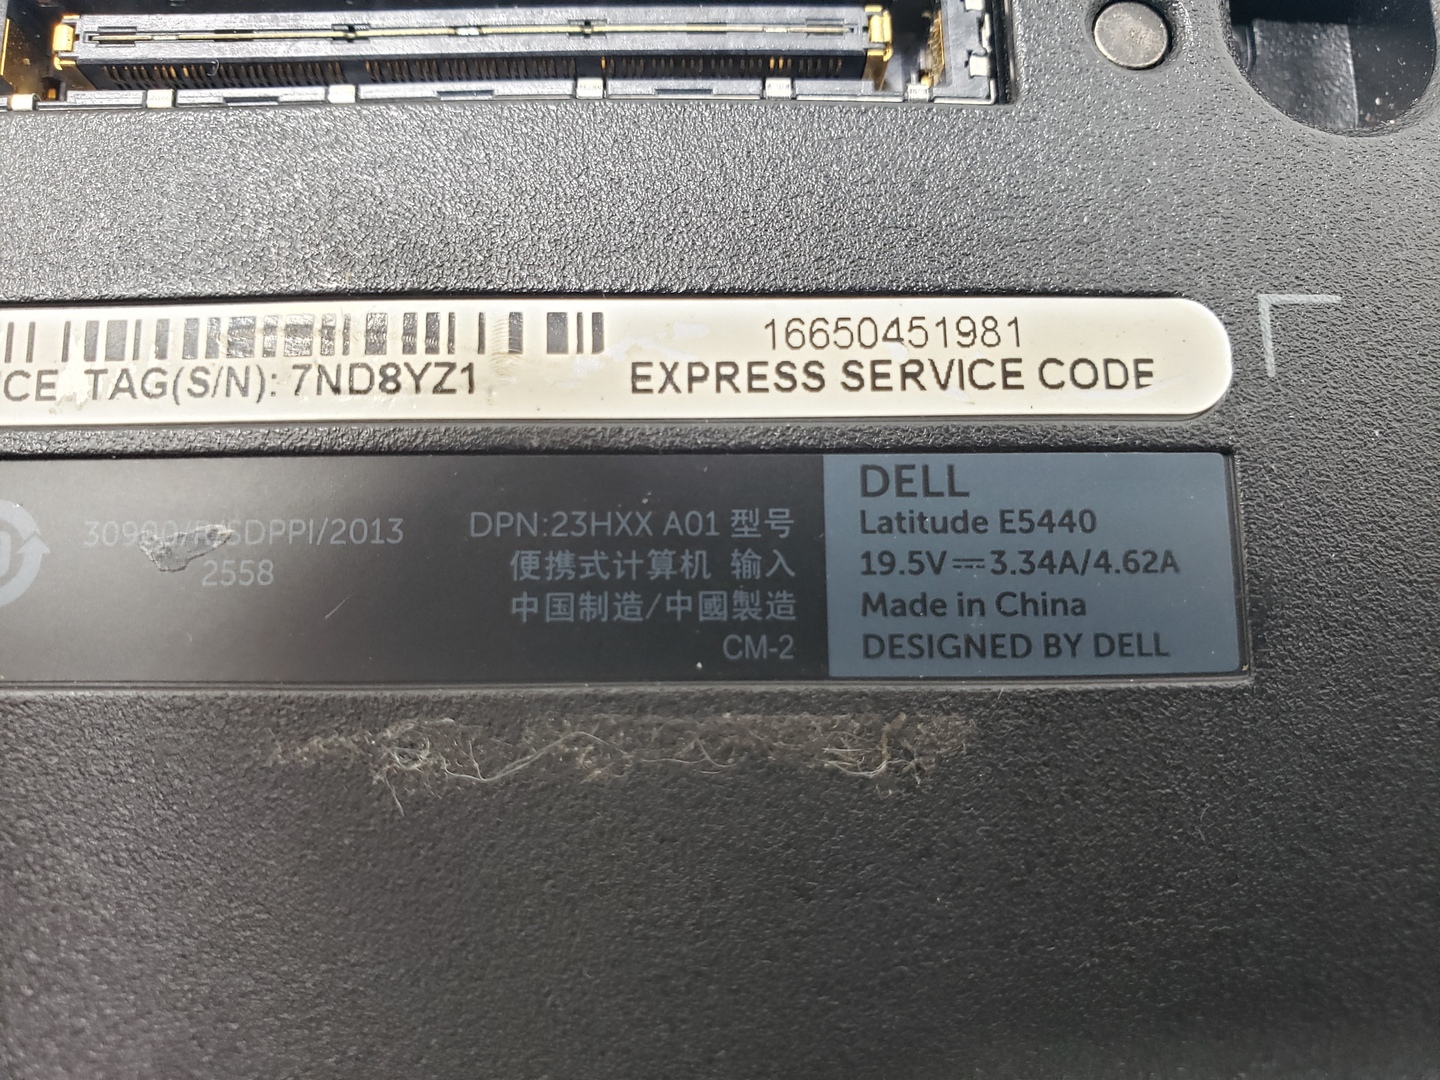 CE TAG(S/N): 7ND8YZ1
16650451981
EXPRESS SERVICE CODE
2558
DPN:23HXX A01 型号
便携式计算机 输入
中国制造/中國製造
CM-2
DELL
Latitude E5440
19.5V⎓3.34A/4.62A
Made in China
DESIGNED BY DELL